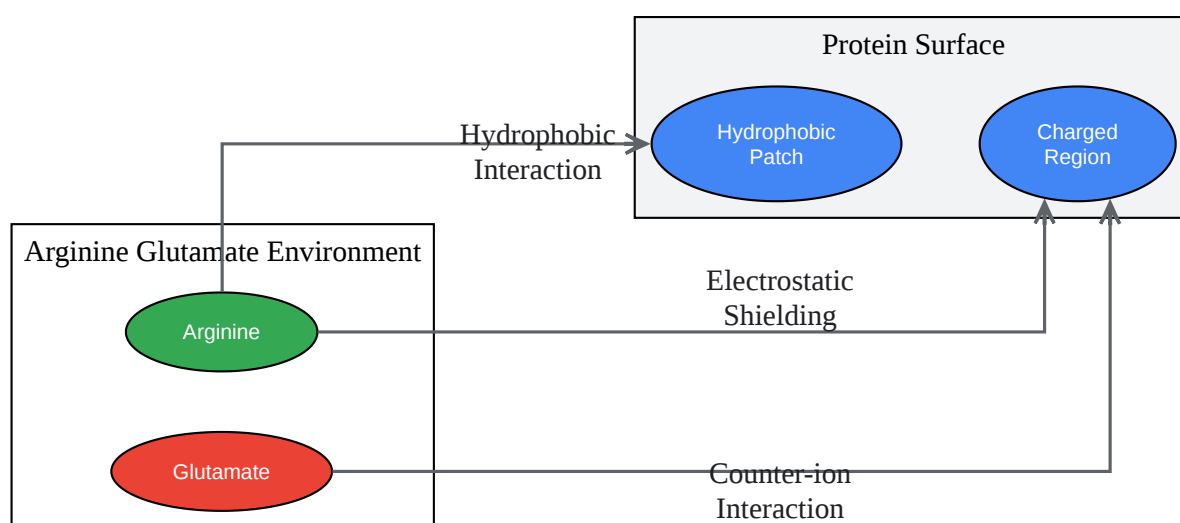 Protein Surface
Hydrophobic
Patch
Charged
Region
Hydrophobic
Interaction
Arginine Glutamate Environment
Arginine
Electrostatic
Shielding
Glutamate
Counter-ion
Interaction